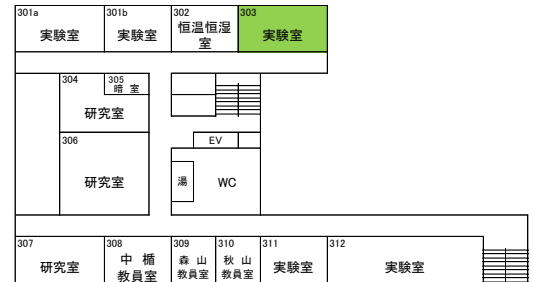 301a
実験室
301b
実験室
302
恒温恒湿
室
303
実験室
304
研究室
305
暗 室
306
研究室
EV
湯
WC
307
研究室
308
中 楯
教員室
309
森 山
教員室
310
秋 山
教員室
311
実験室
312
実験室